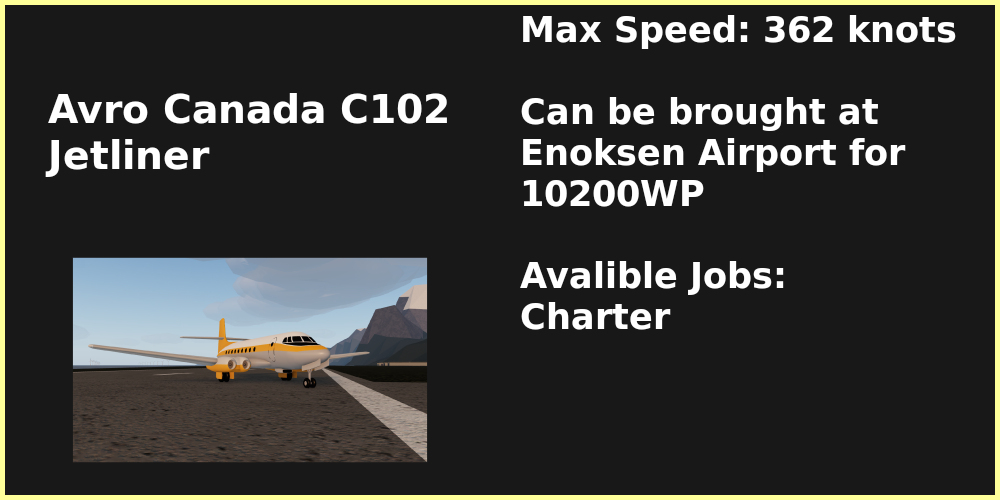 Avro Canada C102
Jetliner
Max Speed: 362 knots
Can be brought at
Enoksen Airport for
10200WP
Avalible Jobs:
Charter